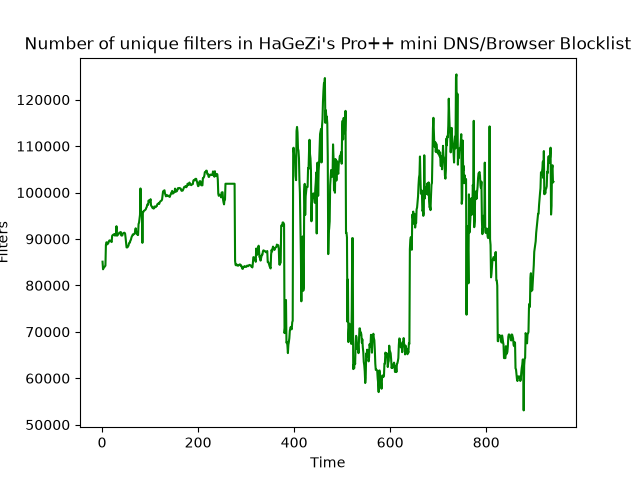 Number of unique filters in HaGeZi's Pro++ mini DNS/Browser Blocklist
120000
110000
100000
90000
80000
70000
60000
50000
Filters
0 200 400 600 800
Time